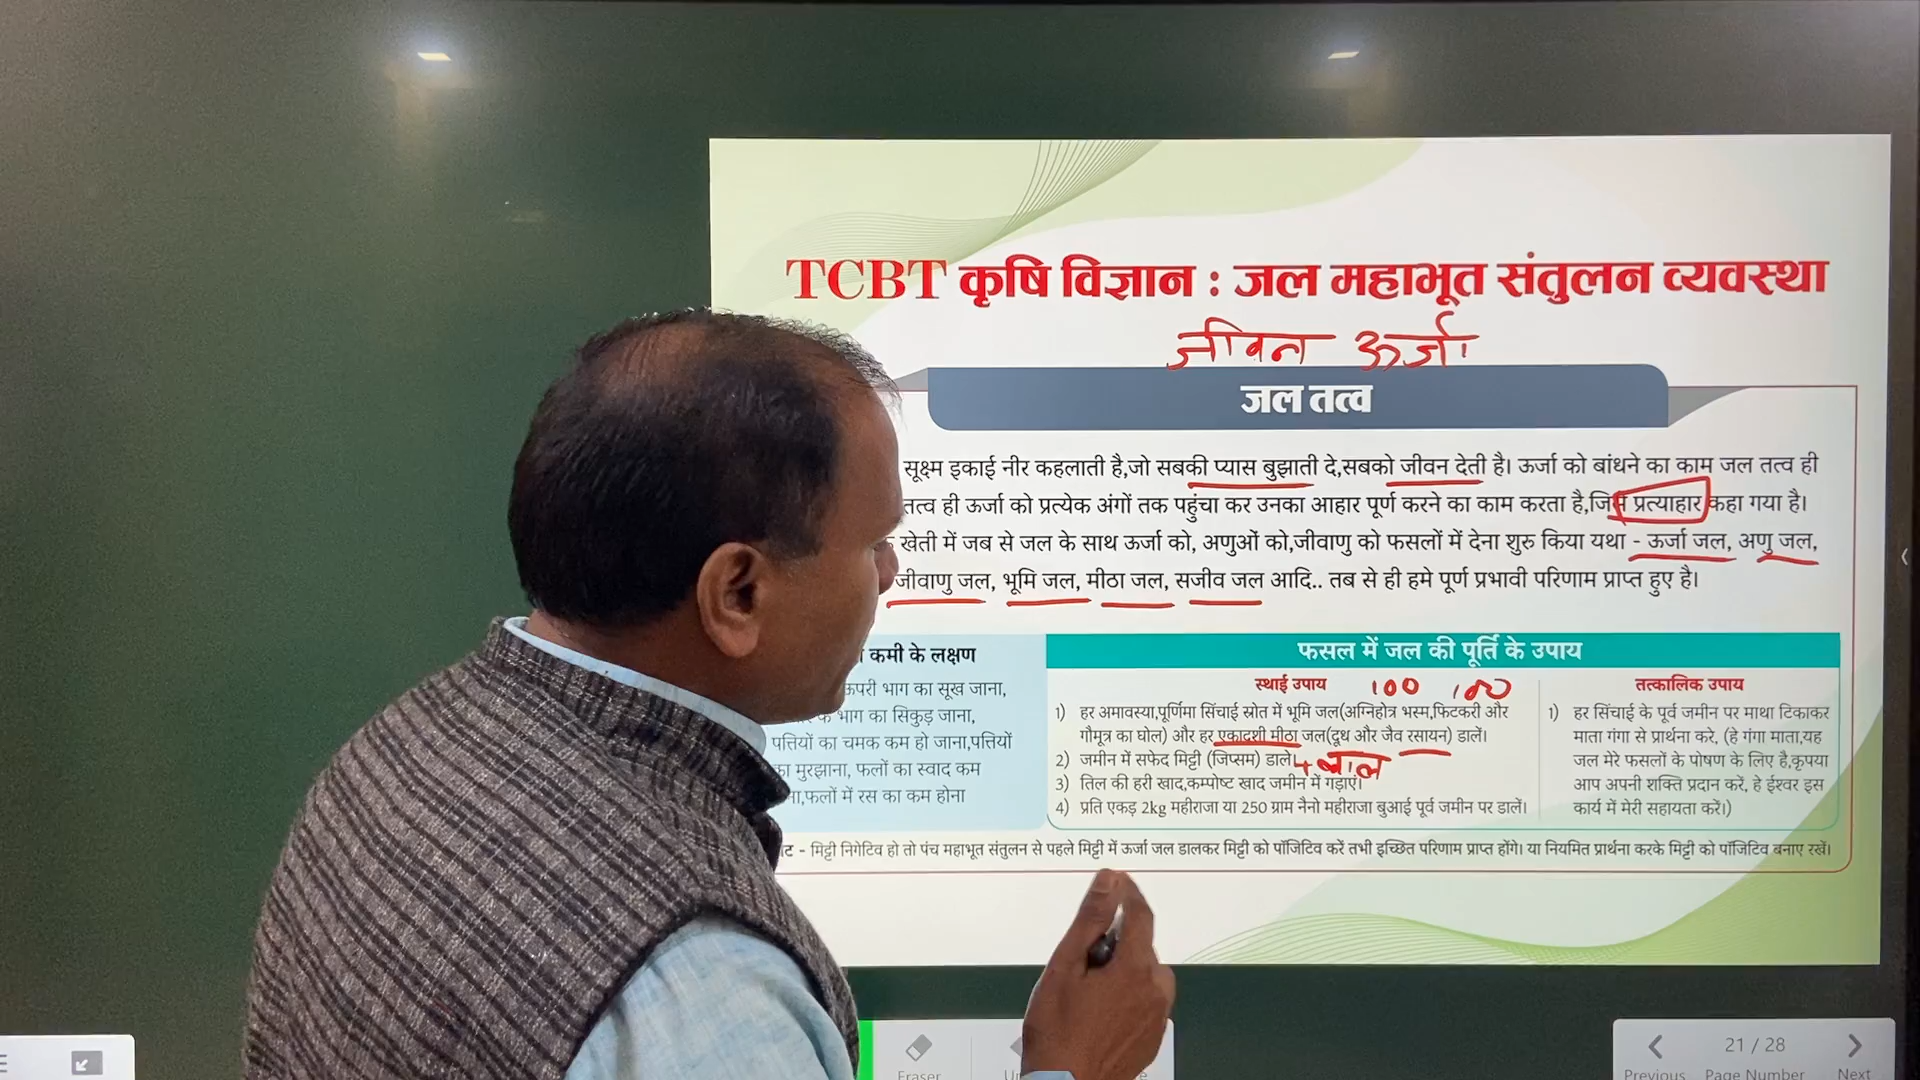 TCBT कृषि विज्ञान : जल महाभूत संतुलन व्यवस्था
जीवन ऊर्जा
जल तत्व
सूक्ष्म इकाई नीर कहलाती है,जो सबकी प्यास बुझाती दे,सबको जीवन देती है। ऊर्जा को बांधने का काम जल तत्व ही
तत्व ही ऊर्जा को प्रत्येक अंगों तक पहुंचा कर उनका आहार पूर्ण करने का काम करता है,जिसे प्रत्याहार कहा गया है।
खेती में जब से जल के साथ ऊर्जा को, अणुओं को,जीवाणु को फसलों में देना शुरु किया यथा - ऊर्जा जल, अणु जल,
जीवाणु जल, भूमि जल, मीठा जल, सजीव जल आदि.. तब से ही हमे पूर्ण प्रभावी परिणाम प्राप्त हुए है।
कमी के लक्षण
ऊपरी भाग का सूख जाना,
के भाग का सिकुड़ जाना,
पत्तियों का चमक कम हो जाना,पत्तियों
का मुरझाना, फलों का स्वाद कम
फलों में रस का कम होना
फसल में जल की पूर्ति के उपाय
स्थाई उपाय 100 100
1) हर अमावस्या,पूर्णिमा सिंचाई स्रोत में भूमि जल(अग्निहोत्र भस्म,फिटकरी और
गौमूत्र का घोल) और हर एकादशी मीठा जल(दूध और जैव रसायन) डालें।
2) जमीन में सफेद मिट्टी (जिप्सम) डाले
3) तिल की हरी खाद,कम्पोष्ट खाद जमीन में गड़ाएं।
4) प्रति एकड़ 2kg महीराजा या 250 ग्राम नैनो महीराजा बुआई पूर्व जमीन पर डालें।
तत्कालिक उपाय
1) हर सिंचाई के पूर्व जमीन पर माथा टिकाकर
माता गंगा से प्रार्थना करे, (हे गंगा माता,यह
जल मेरे फसलों के पोषण के लिए है,कृपया
आप अपनी शक्ति प्रदान करें, हे ईश्वर इस
कार्य में मेरी सहायता करें।)
- मिट्टी निगेटिव हो तो पंच महाभूत संतुलन से पहले मिट्टी में ऊर्जा जल डालकर मिट्टी को पॉजिटिव करें तभी इच्छित परिणाम प्राप्त होंगे। या नियमित प्रार्थना करके मिट्टी को पॉजिटिव बनाए रखें।
Eraser
21 / 28
Previous Page Number Next